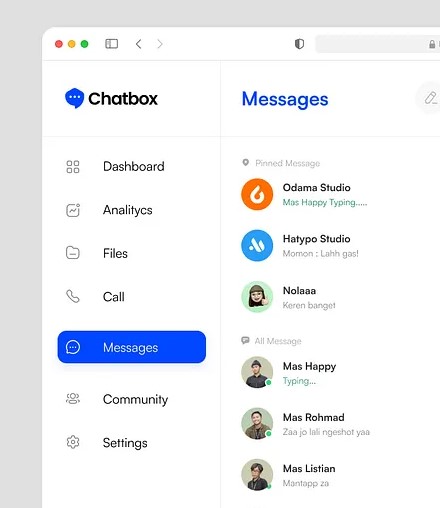 Chatbox
Dashboard
Analitycs
Files
Call
Messages
Community
Settings
Messages
Pinned Message
Odama Studio
Mas Happy Typing.....
Hatypo Studio
Momon : Lahh gas!
Nolaaa
Keren banget
All Message
Mas Happy
Typing...
Mas Rohmad
Zaa jo lali ngeshot yaa
Mas Listian
Mantapp za